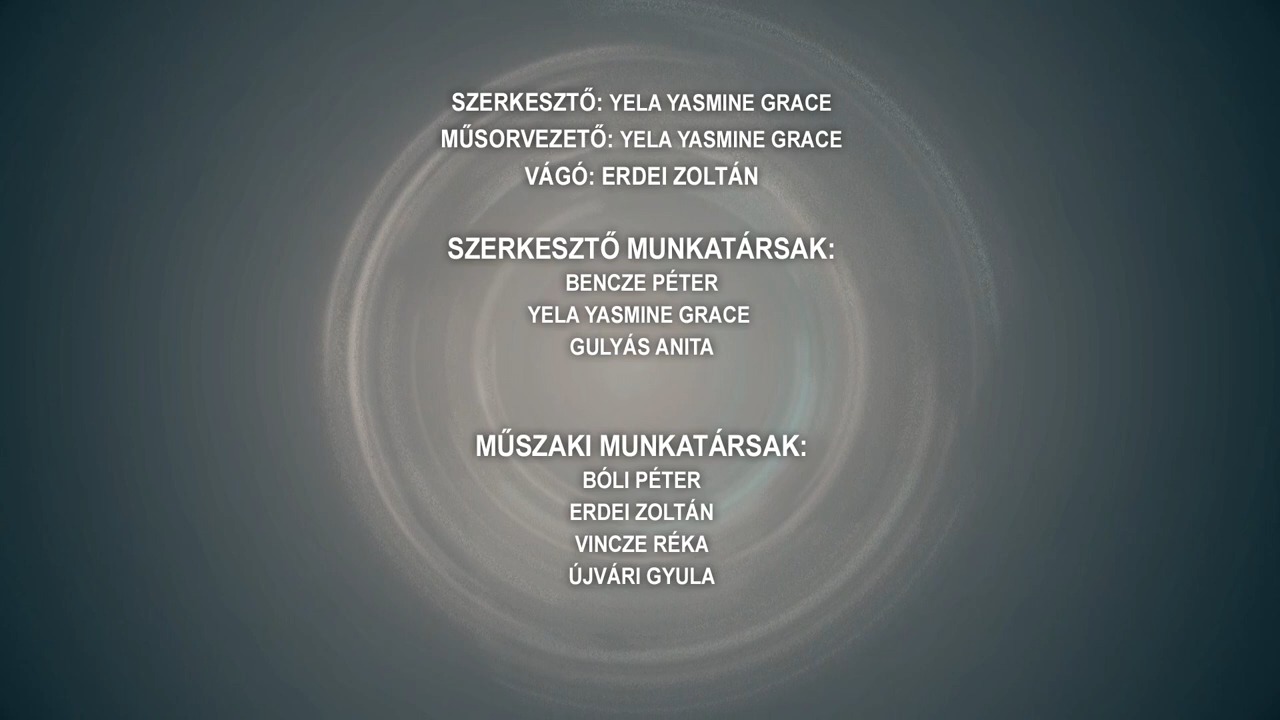 SZERKESZTŐ: YELA YASMINE GRACE
MŰSORVEZETŐ: YELA YASMINE GRACE
VÁGÓ: ERDEI ZOLTÁN
SZERKESZTŐ MUNKATÁRSAK:
BENCZE PÉTER
YELA YASMINE GRACE
GULYÁS ANITA
MŰSZAKI MUNKATÁRSAK:
BÓLI PÉTER
ERDEI ZOLTÁN
VINCZE RÉKA
ÚJVÁRI GYULA